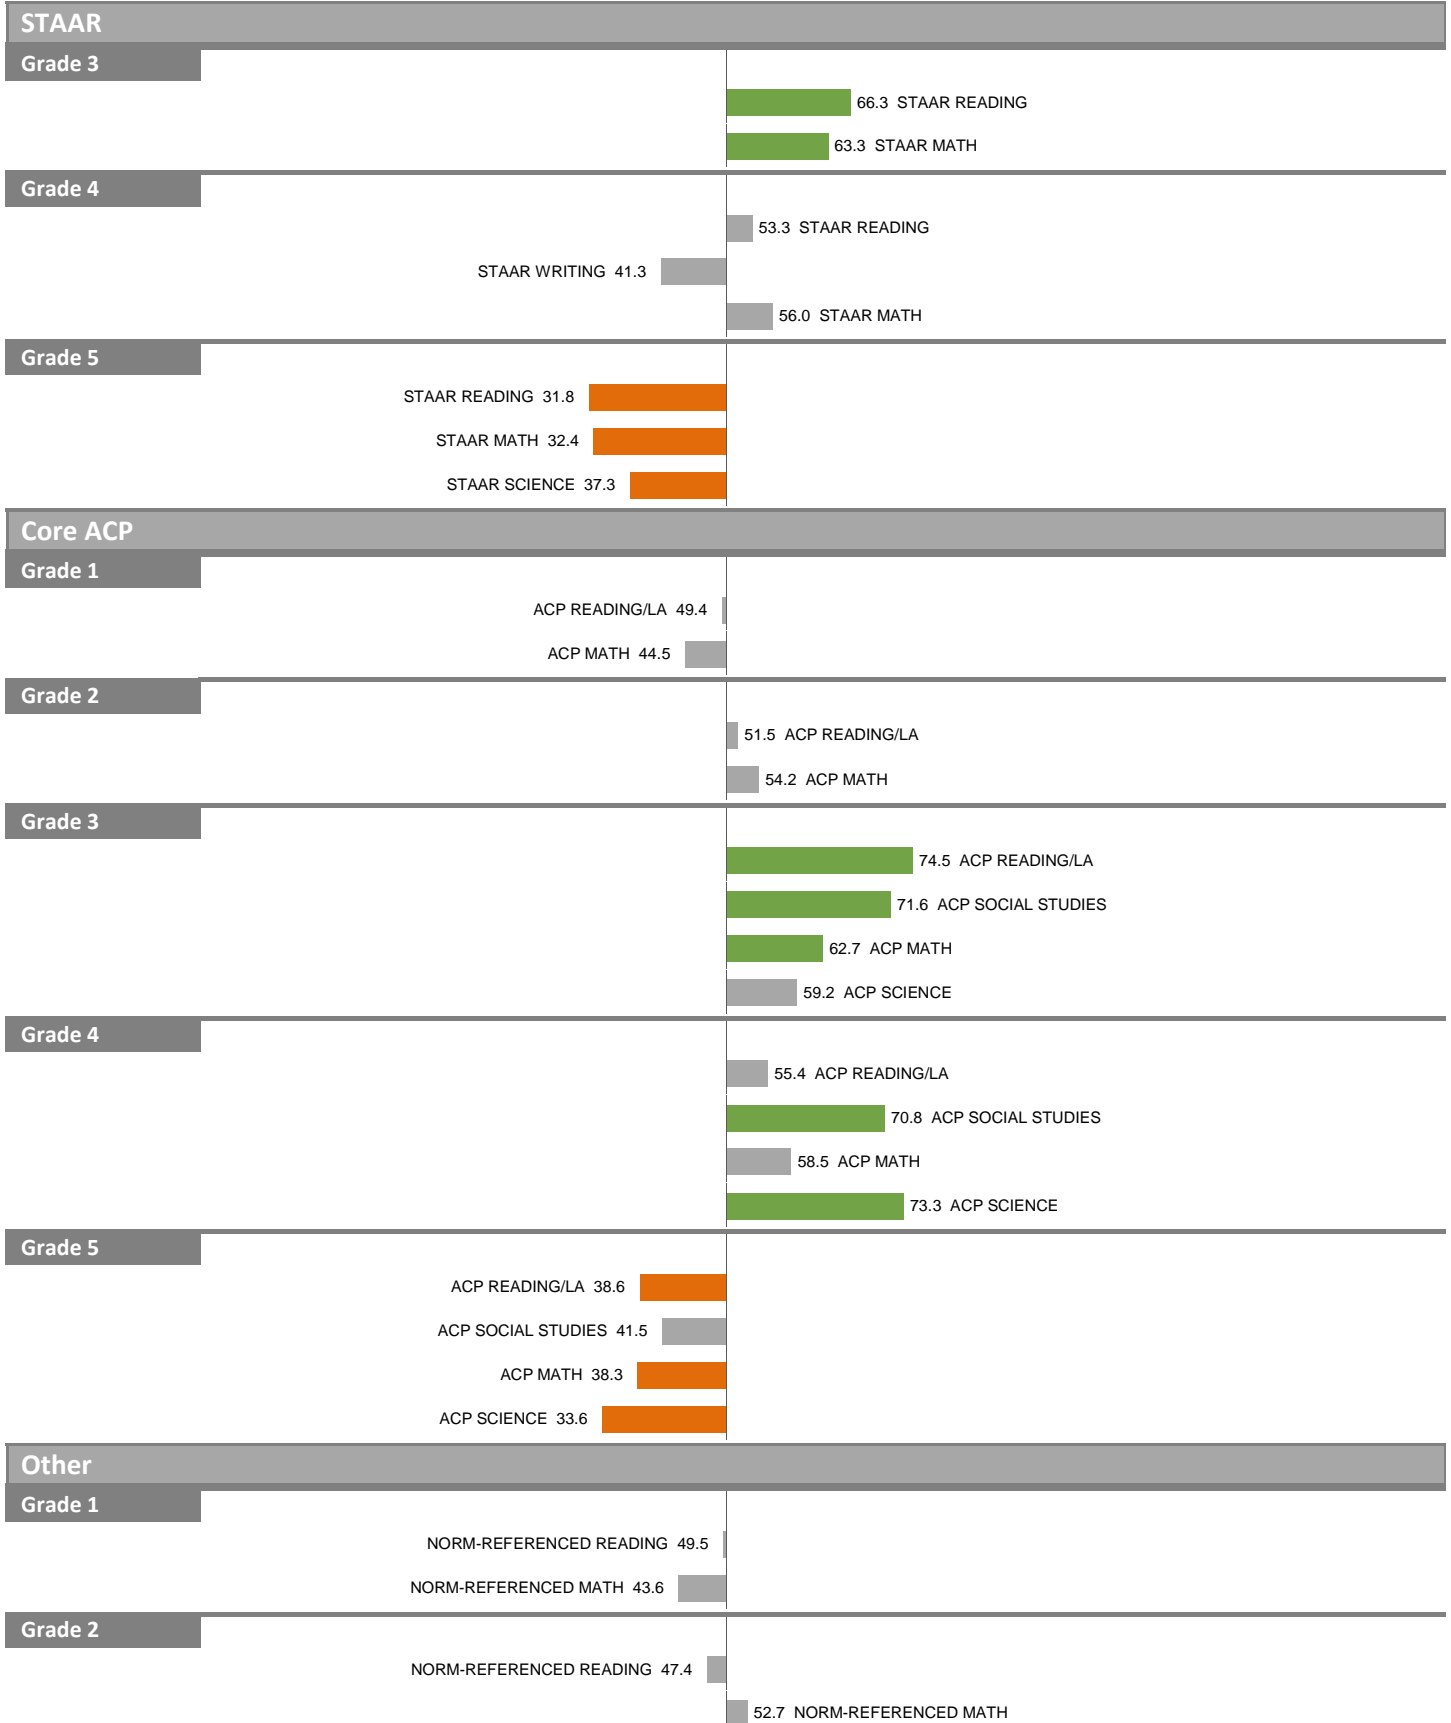 STAAR
Grade 3
66.3 STAAR READING
63.3 STAAR MATH
Grade 4
53.3 STAAR READING
STAAR WRITING 41.3
56.0 STAAR MATH
Grade 5
STAAR READING 31.8
STAAR MATH 32.4
STAAR SCIENCE 37.3
Core ACP
Grade 1
ACP READING/LA 49.4
ACP MATH 44.5
Grade 2
51.5 ACP READING/LA
54.2 ACP MATH
Grade 3
74.5 ACP READING/LA
71.6 ACP SOCIAL STUDIES
62.7 ACP MATH
59.2 ACP SCIENCE
Grade 4
55.4 ACP READING/LA
70.8 ACP SOCIAL STUDIES
58.5 ACP MATH
73.3 ACP SCIENCE
Grade 5
ACP READING/LA 38.6
ACP SOCIAL STUDIES 41.5
ACP MATH 38.3
ACP SCIENCE 33.6
Other
Grade 1
NORM-REFERENCED READING 49.5
NORM-REFERENCED MATH 43.6
Grade 2
NORM-REFERENCED READING 47.4
52.7 NORM-REFERENCED MATH